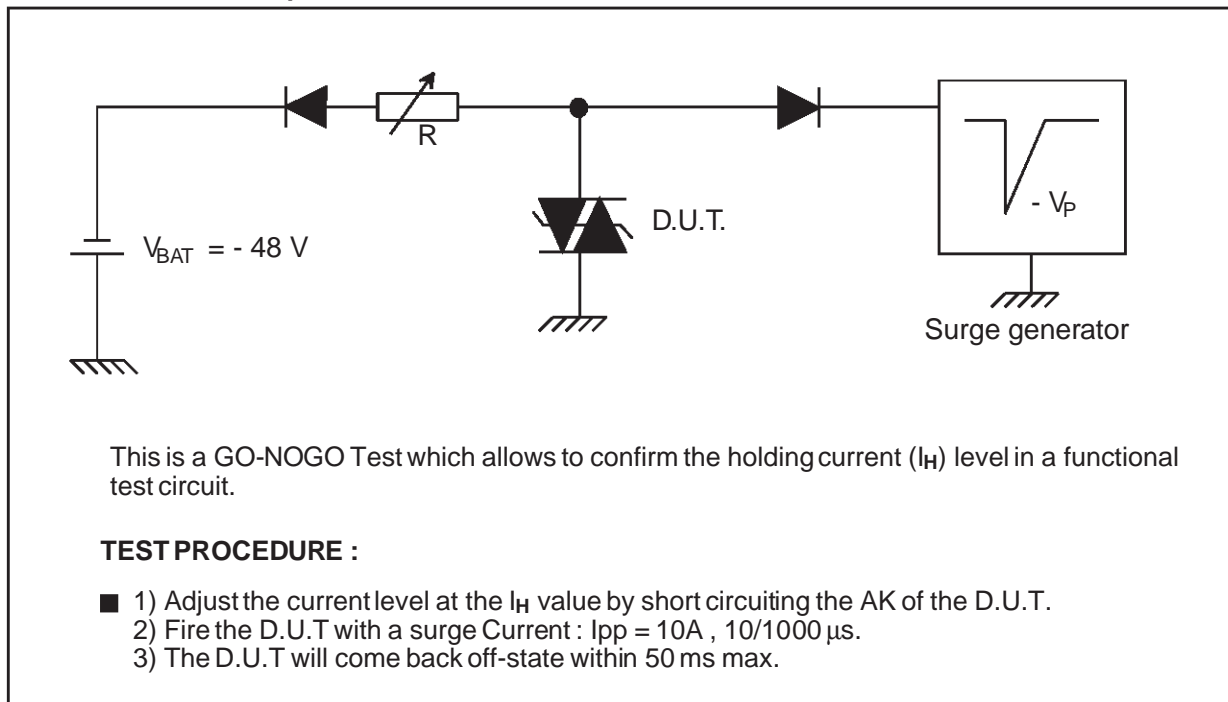 R
- VP
D.U.T.
VBAT = - 48 V
Surge generator
This is a GO-NOGO Test which allows to confirm the holding current (IH) level in a functional
test circuit.
TEST PROCEDURE :
■ 1) Adjust the current level at the IH value by short circuiting the AK of the D.U.T.
2) Fire the D.U.T with a surge Current : Ipp = 10A , 10/1000 µs.
3) The D.U.T will come back off-state within 50 ms max.